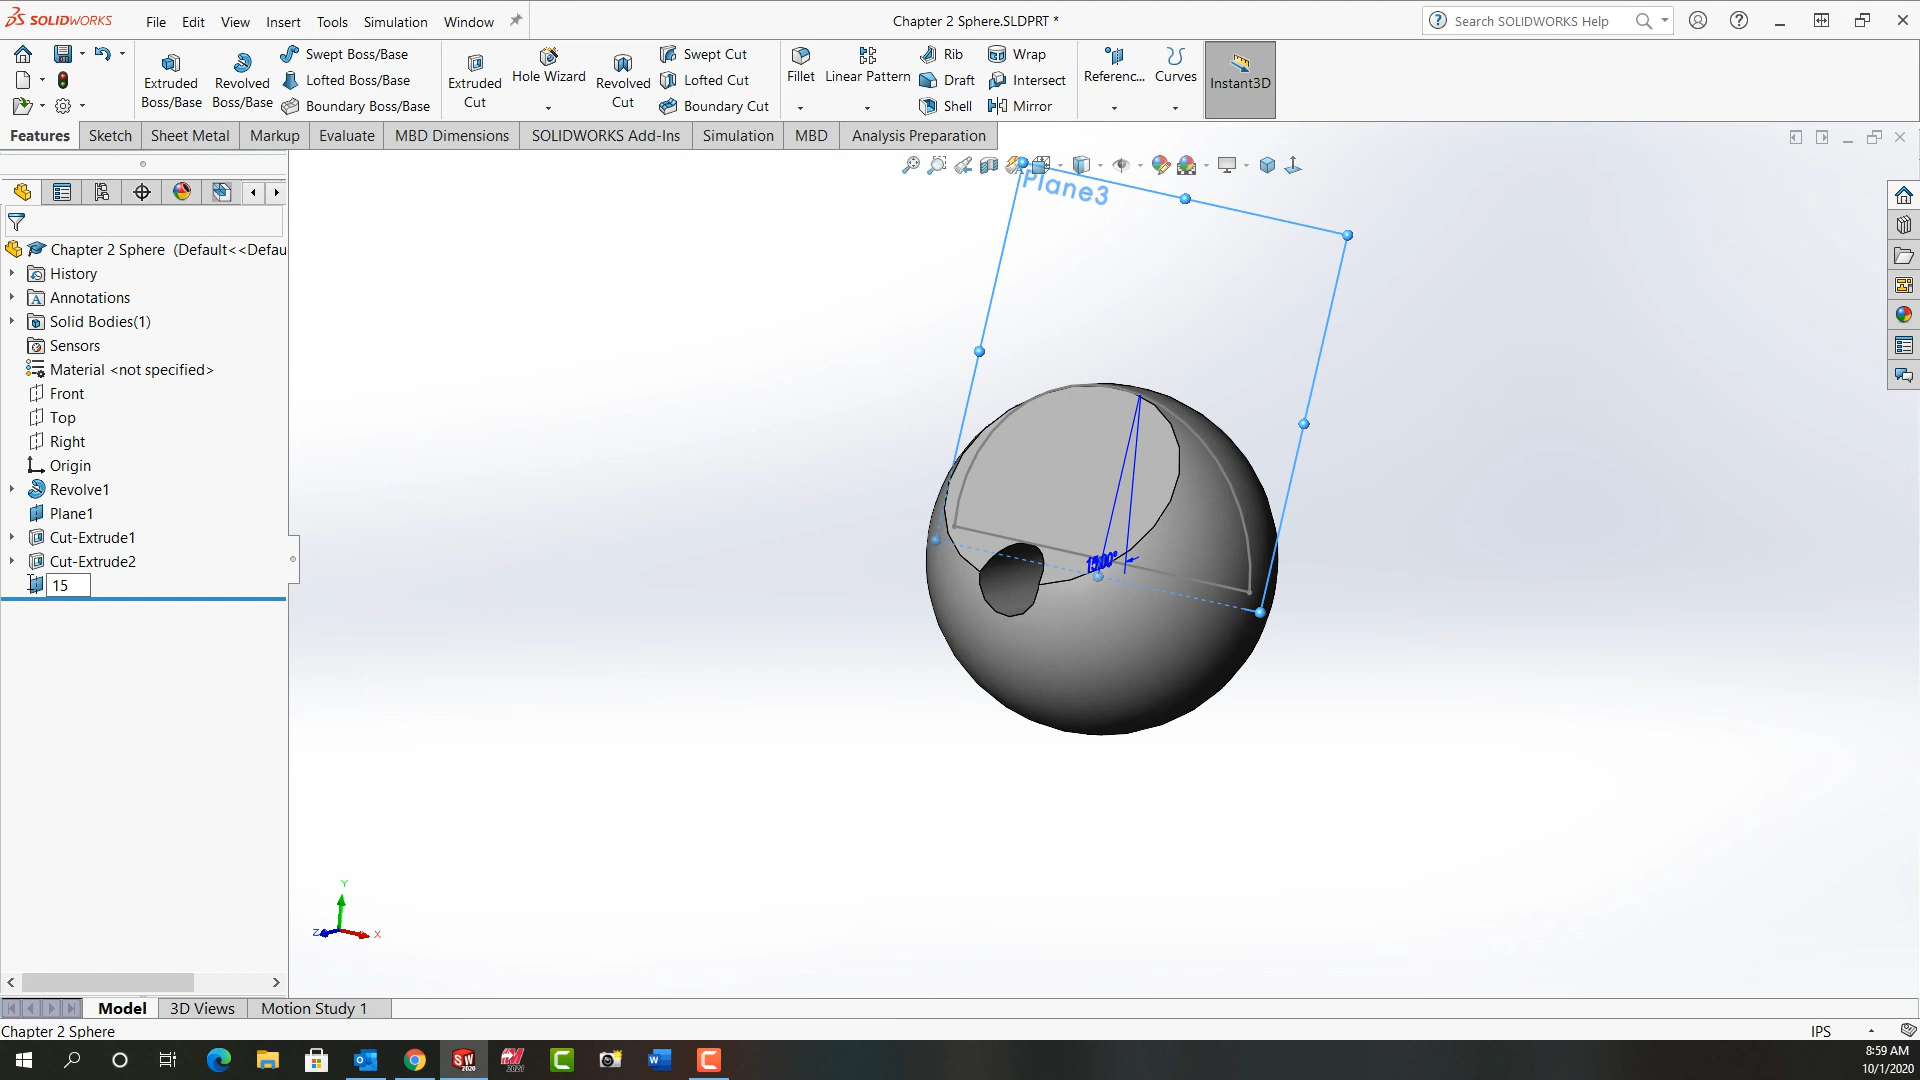 SOLIDWORKS File Edit View Insert Tools Simulation Window Chapter 2 Sphere.SLDPRT * Search SOLIDWORKS Help
Extruded Boss/Base
Revolved Boss/Base
Swept Boss/Base
Lofted Boss/Base
Boundary Boss/Base
Extruded Cut
Hole Wizard
Revolved Cut
Swept Cut
Lofted Cut
Boundary Cut
Fillet
Linear Pattern
Rib
Draft
Shell
Wrap
Intersect
Mirror
Referenc...
Curves
Instant3D
Features Sketch Sheet Metal Markup Evaluate MBD Dimensions SOLIDWORKS Add-Ins Simulation MBD Analysis Preparation
Chapter 2 Sphere (Default<<Defau
History
Annotations
Solid Bodies(1)
Sensors
Material <not specified>
Front
Top
Right
Origin
Revolve1
Plane1
Cut-Extrude1
Cut-Extrude2
15
Plane3
15.00°
Y
Z
X
Model 3D Views Motion Study 1
Chapter 2 Sphere IPS
SW 2020
2021
8:59 AM
10/1/2020